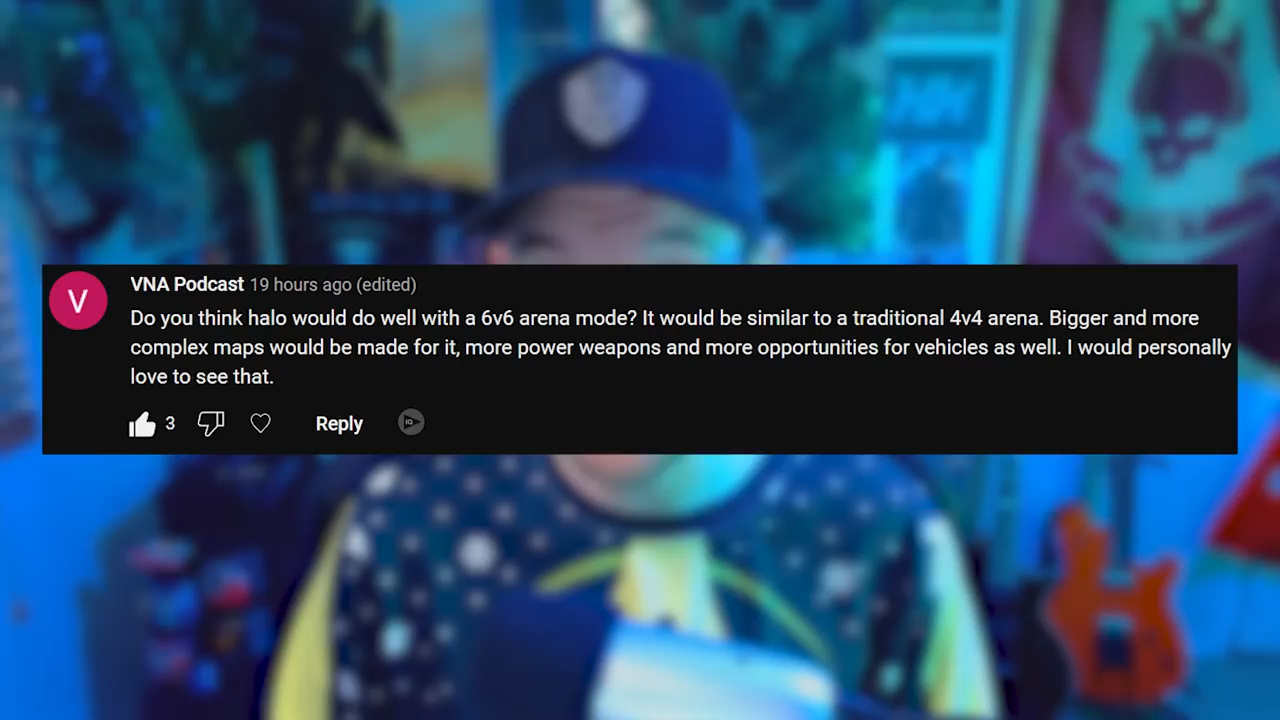 VNA Podcast 19 hours ago (edited)
Do you think halo would do well with a 6v6 arena mode? It would be similar to a traditional 4v4 arena. Bigger and more
complex maps would be made for it, more power weapons and more opportunities for vehicles as well. I would personally
love to see that.
3 Reply
V